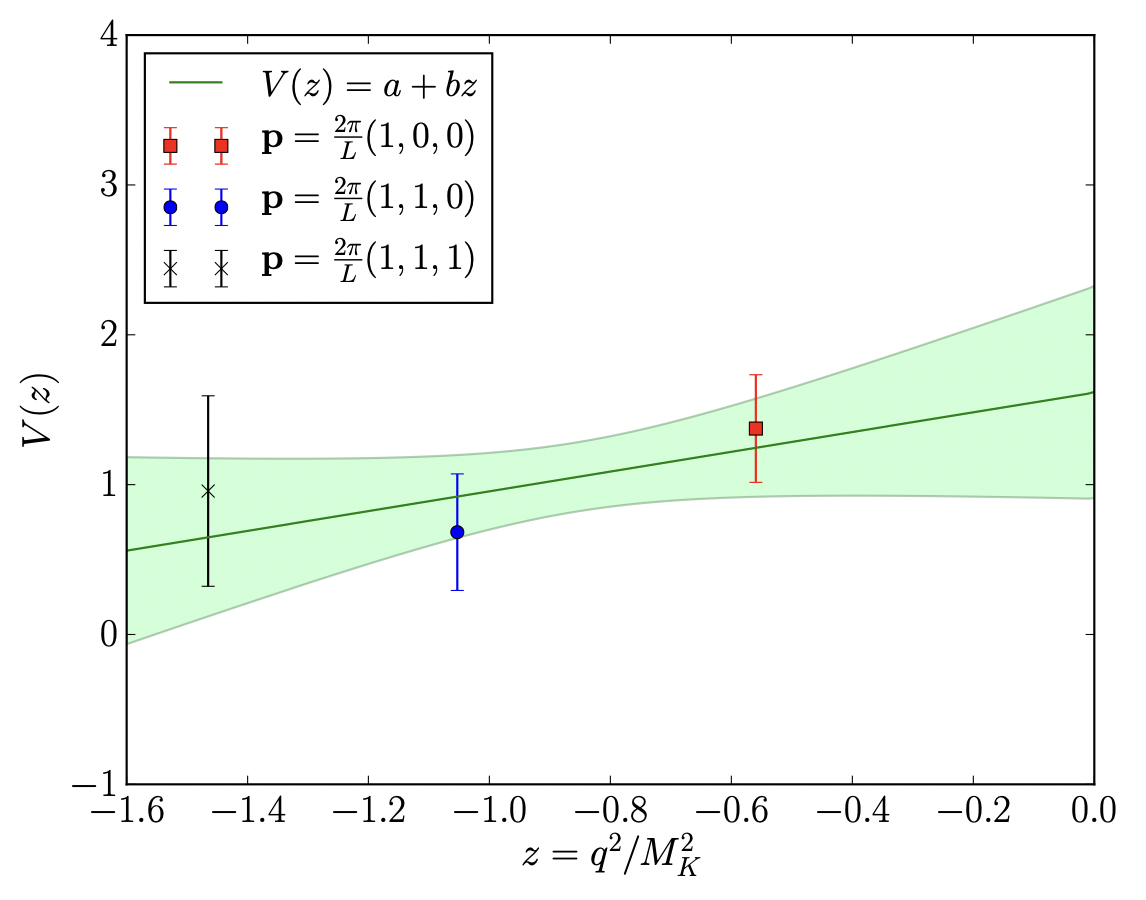 4
3
2
1
0
−1
V(z)
V(z) = a + bz
p = 2π/L (1, 0, 0)
p = 2π/L (1, 1, 0)
p = 2π/L (1, 1, 1)
−1.6 −1.4 −1.2 −1.0 −0.8 −0.6 −0.4 −0.2 0.0
z = q²/M_K²